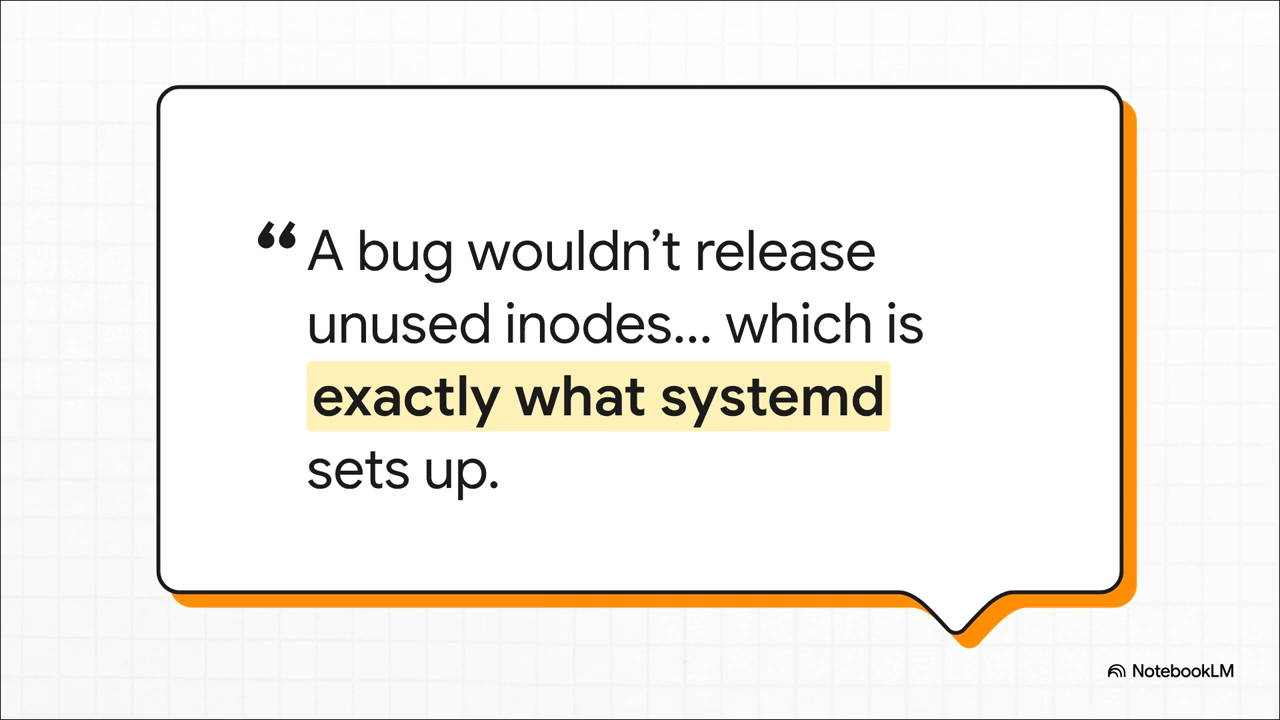 “ A bug wouldn’t release
unused inodes... which is
exactly what systemd
sets up.
NotebookLM